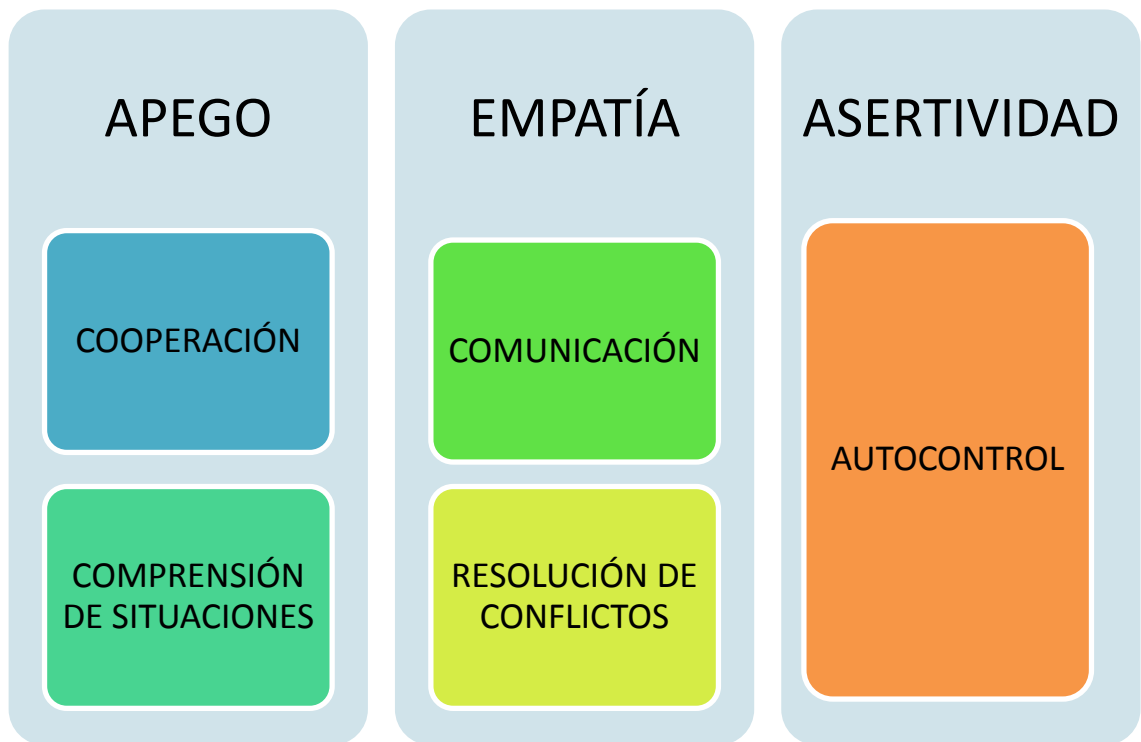 APEGO
COOPERACIÓN
COMPRENSIÓN
DE SITUACIONES
EMPATÍA
COMUNICACIÓN
RESOLUCIÓN DE
CONFLICTOS
ASERTIVIDAD
AUTOCONTROL